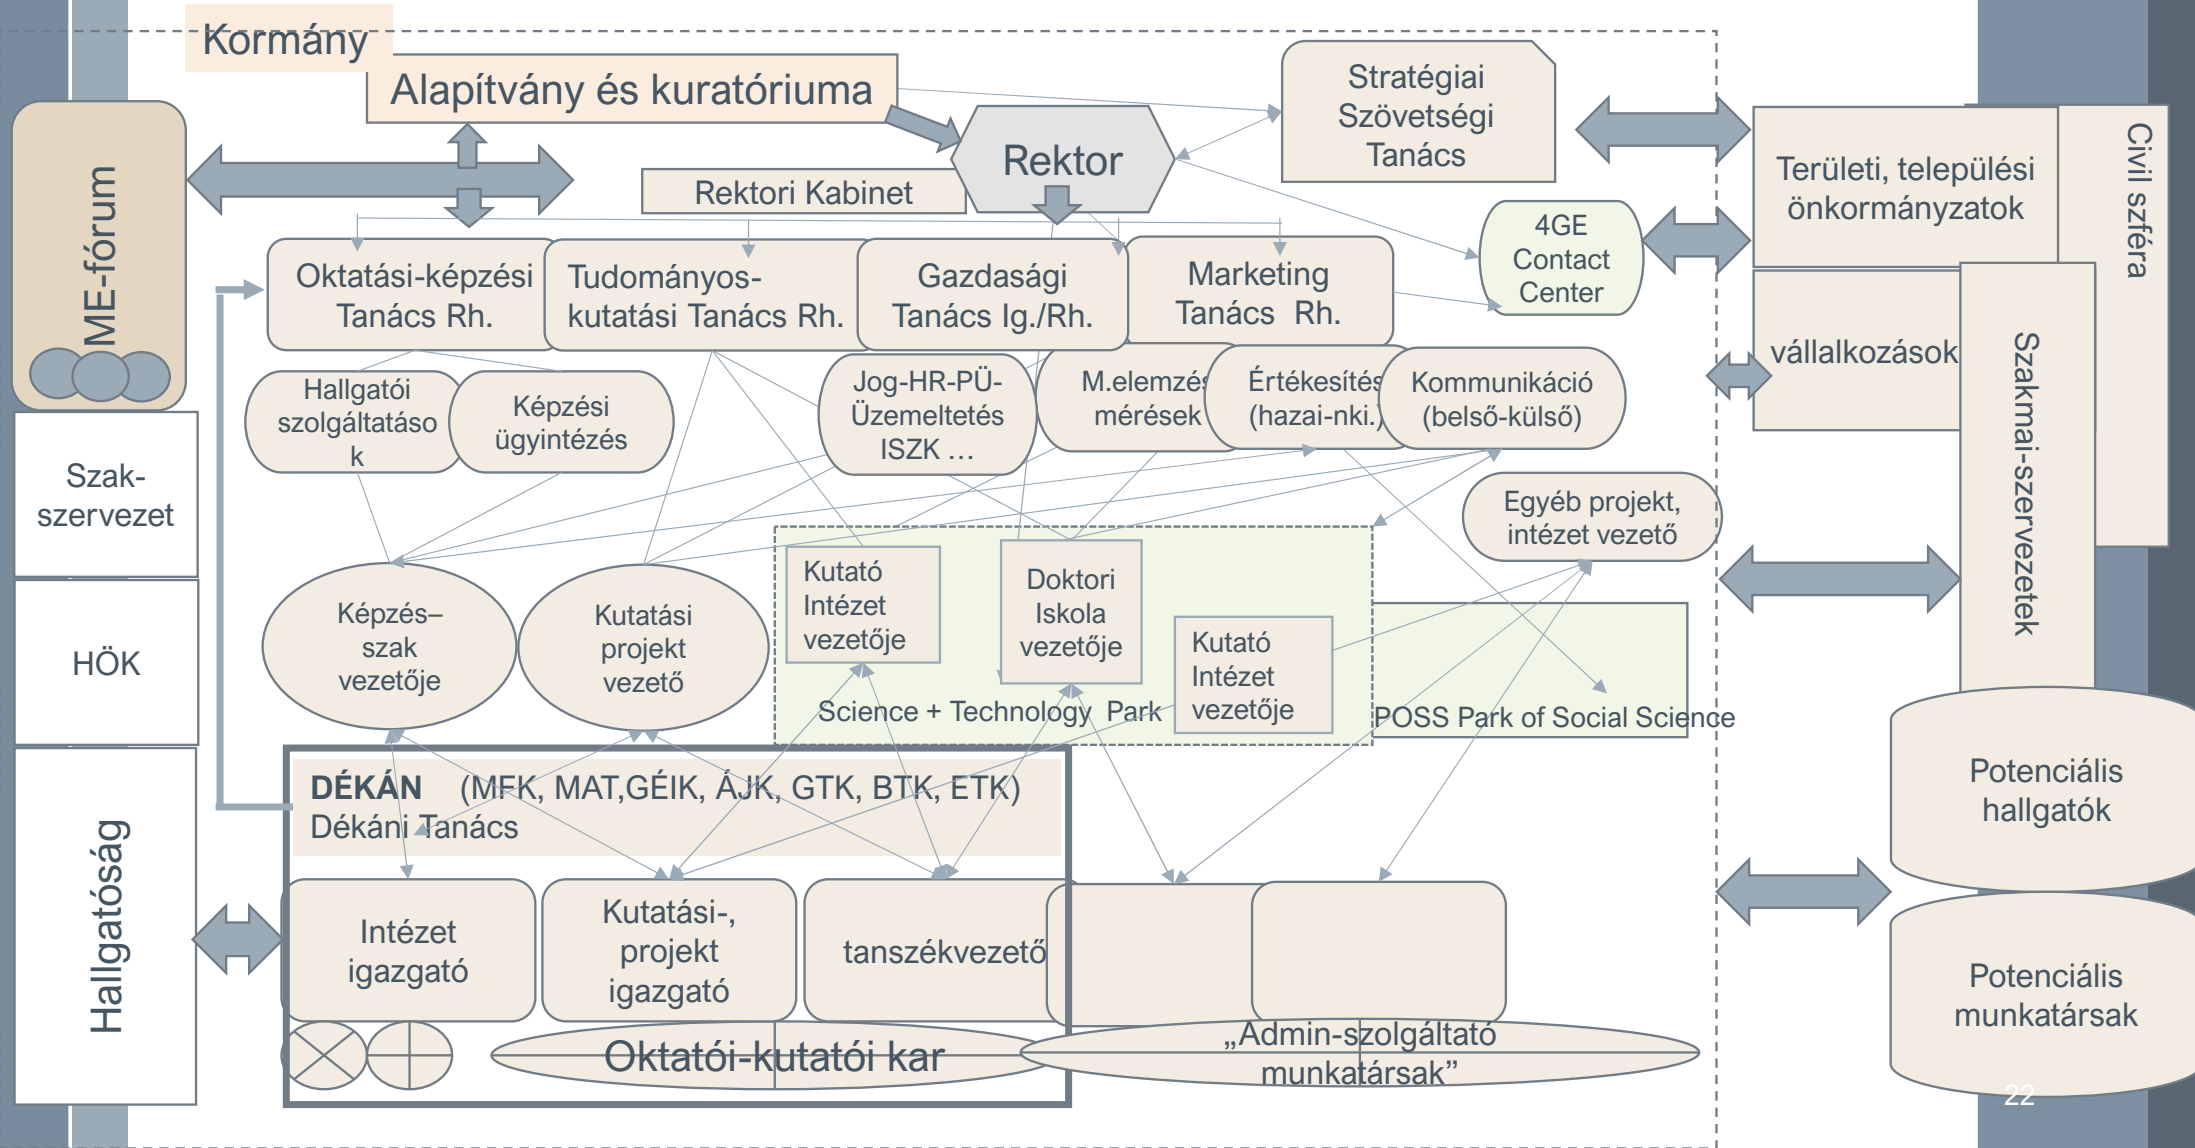 Kormány
Alapítvány és kuratóriuma
Stratégiai
Szövetségi
Tanács
Rektor
Rektori Kabinet
ME-fórum
Területi, települési
önkormányzatok
Civil szféra
4GE
Contact
Center
Oktatási-képzési
Tanács Rh.
Tudományos-
kutatási Tanács Rh.
Gazdasági
Tanács Ig./Rh.
Marketing
Tanács  Rh.
vállalkozások
Szakmai-szervezetek
Hallgatói
szolgáltatáso
k
Képzési
ügyintézés
Jog-HR-PÜ-
Üzemeltetés
ISZK …
M.elemzés
mérések
Értékesítés
(hazai-nki.)
Kommunikáció
(belső-külső)
Szak-
szervezet
Egyéb projekt,
intézet vezető
HÖK
Képzés–
szak
vezetője
Kutatási
projekt
vezető
Kutató
Intézet
vezetője
Doktori
Iskola
vezetője
Kutató
Intézet
vezetője
Science + Technology  Park
POSS Park of Social Science
DÉKÁN    (MFK, MAT,GÉIK, ÁJK, GTK, BTK, ETK)
Dékáni Tanács
Potenciális
hallgatók
Hallgatóság
Intézet
igazgató
Kutatási-,
projekt
igazgató
tanszékvezető
Potenciális
munkatársak
Oktatói-kutatói kar
„Admin-szolgáltató
munkatársak”
22